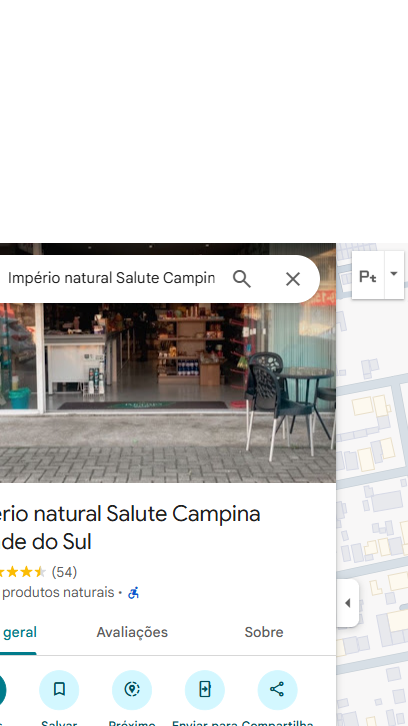 Império natural Salute Campin
Pt
ério natural Salute Campina
de do Sul
(54)
produtos naturais •
geral
Avaliações
Sobre
Salvar
Próximo
Enviar para
Compartilha